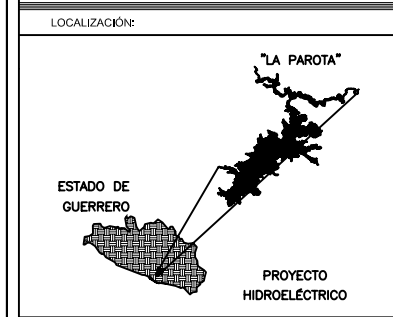 LOCALIZACIÓN:
"LA PAROTA"
ESTADO DE
GUERRERO
PROYECTO
HIDROELÉCTRICO